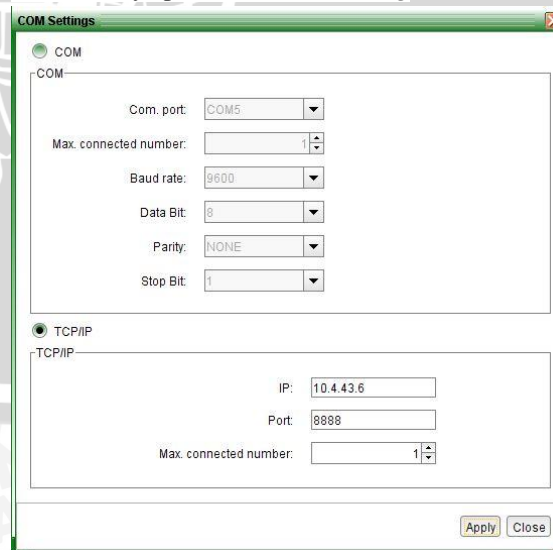 COM Settings
COM
COM
Com. port: COM5
Max. connected number: 1
Baud rate: 9600
Data Bit: 8
Parity: NONE
Stop Bit: 1
TCP/IP
TCP/IP
IP: 10.4.43.6
Port: 8888
Max. connected number: 1
Apply Close